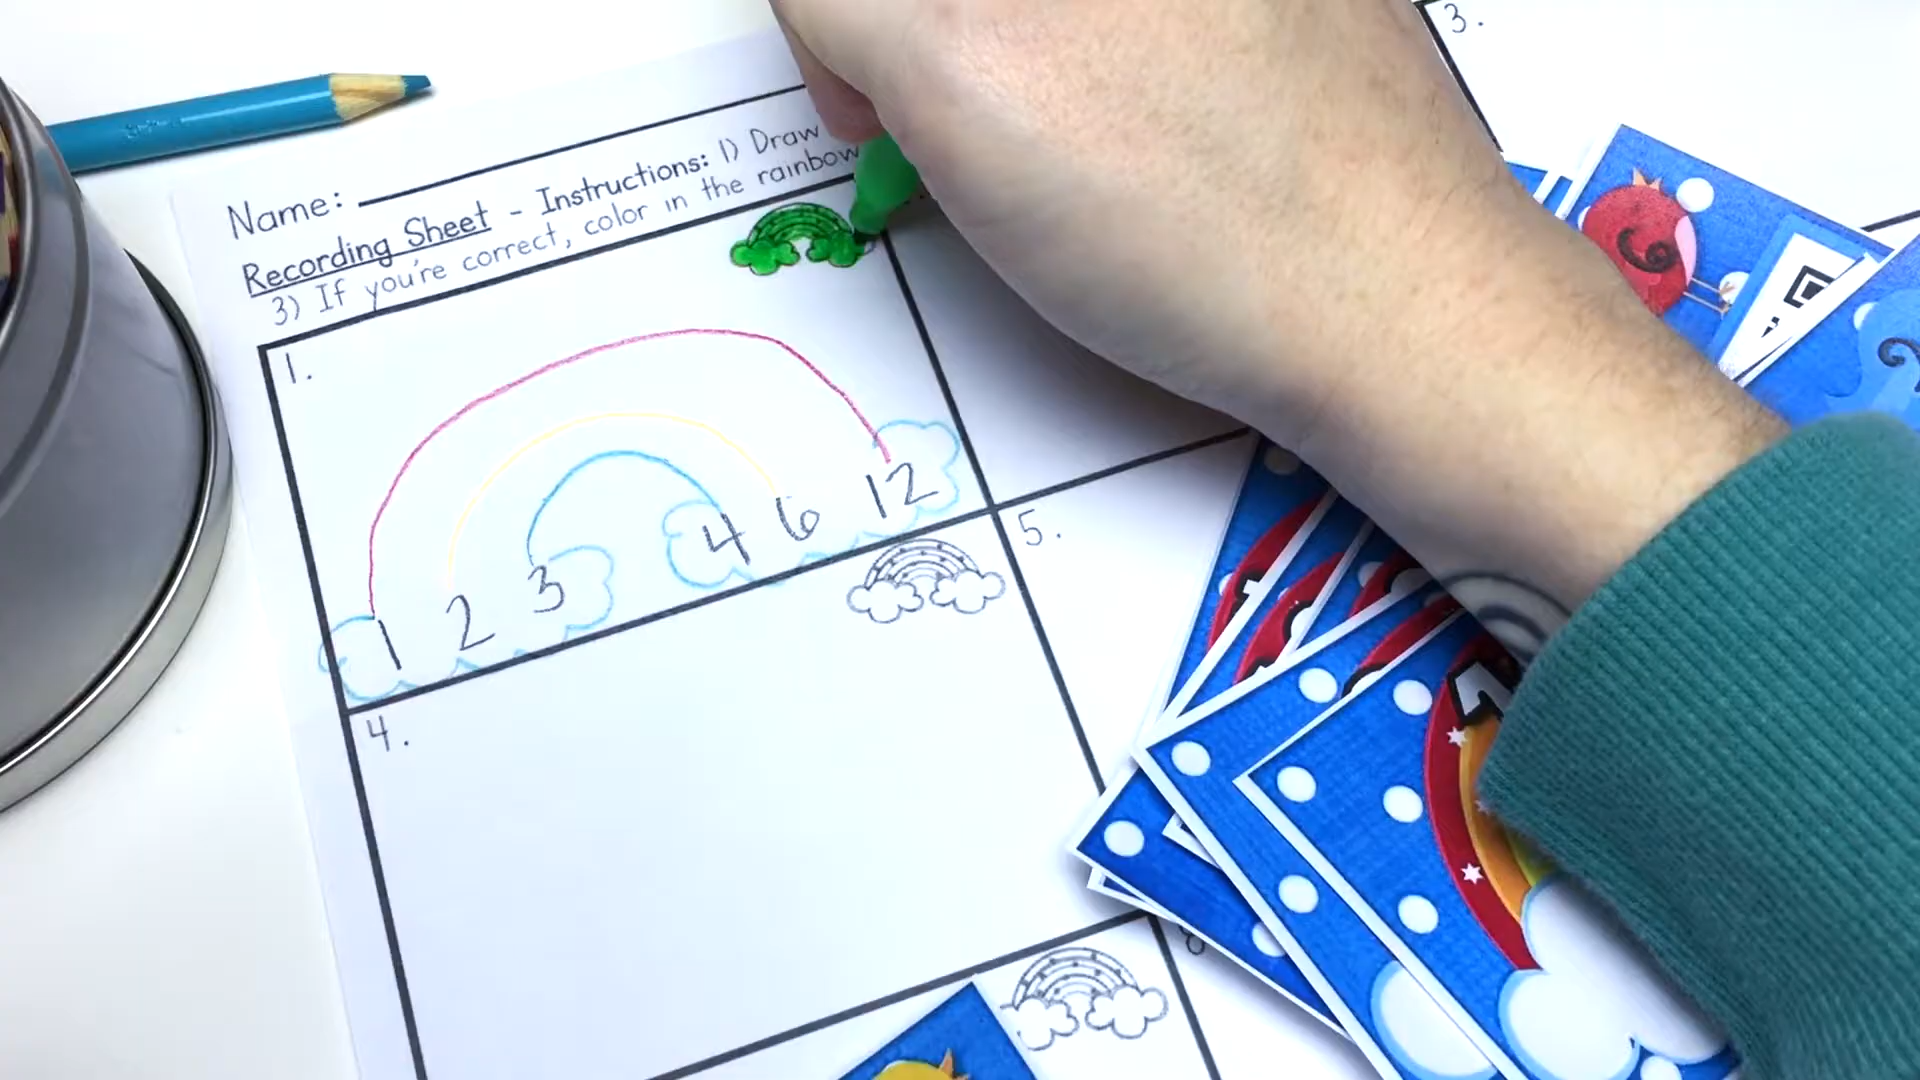 Name:
Recording Sheet - Instructions: 1) Draw
3) If you're correct, color in the rainbow
1.
1 2 3 4 6 12
3.
4.
5.
8